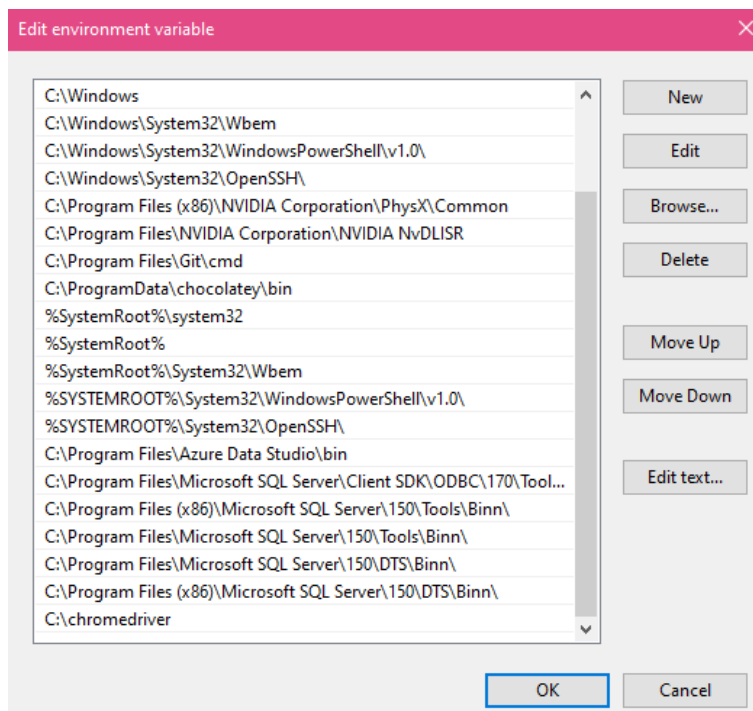 Edit environment variable
C:\Windows
C:\Windows\System32\Wbem
C:\Windows\System32\WindowsPowerShell\v1.0\
C:\Windows\System32\OpenSSH\
C:\Program Files (x86)\NVIDIA Corporation\PhysX\Common
C:\Program Files\NVIDIA Corporation\NVIDIA NvDLISR
C:\Program Files\Git\cmd
C:\ProgramData\chocolatey\bin
%SystemRoot%\system32
%SystemRoot%
%SystemRoot%\System32\Wbem
%SYSTEMROOT%\System32\WindowsPowerShell\v1.0\
%SYSTEMROOT%\System32\OpenSSH\
C:\Program Files\Azure Data Studio\bin
C:\Program Files\Microsoft SQL Server\Client SDK\ODBC\170\Tool...
C:\Program Files (x86)\Microsoft SQL Server\150\Tools\Binn\
C:\Program Files\Microsoft SQL Server\150\Tools\Binn\
C:\Program Files\Microsoft SQL Server\150\DTS\Binn\
C:\Program Files (x86)\Microsoft SQL Server\150\DTS\Binn\
C:\chromedriver
New
Edit
Browse...
Delete
Move Up
Move Down
Edit text...
OK
Cancel